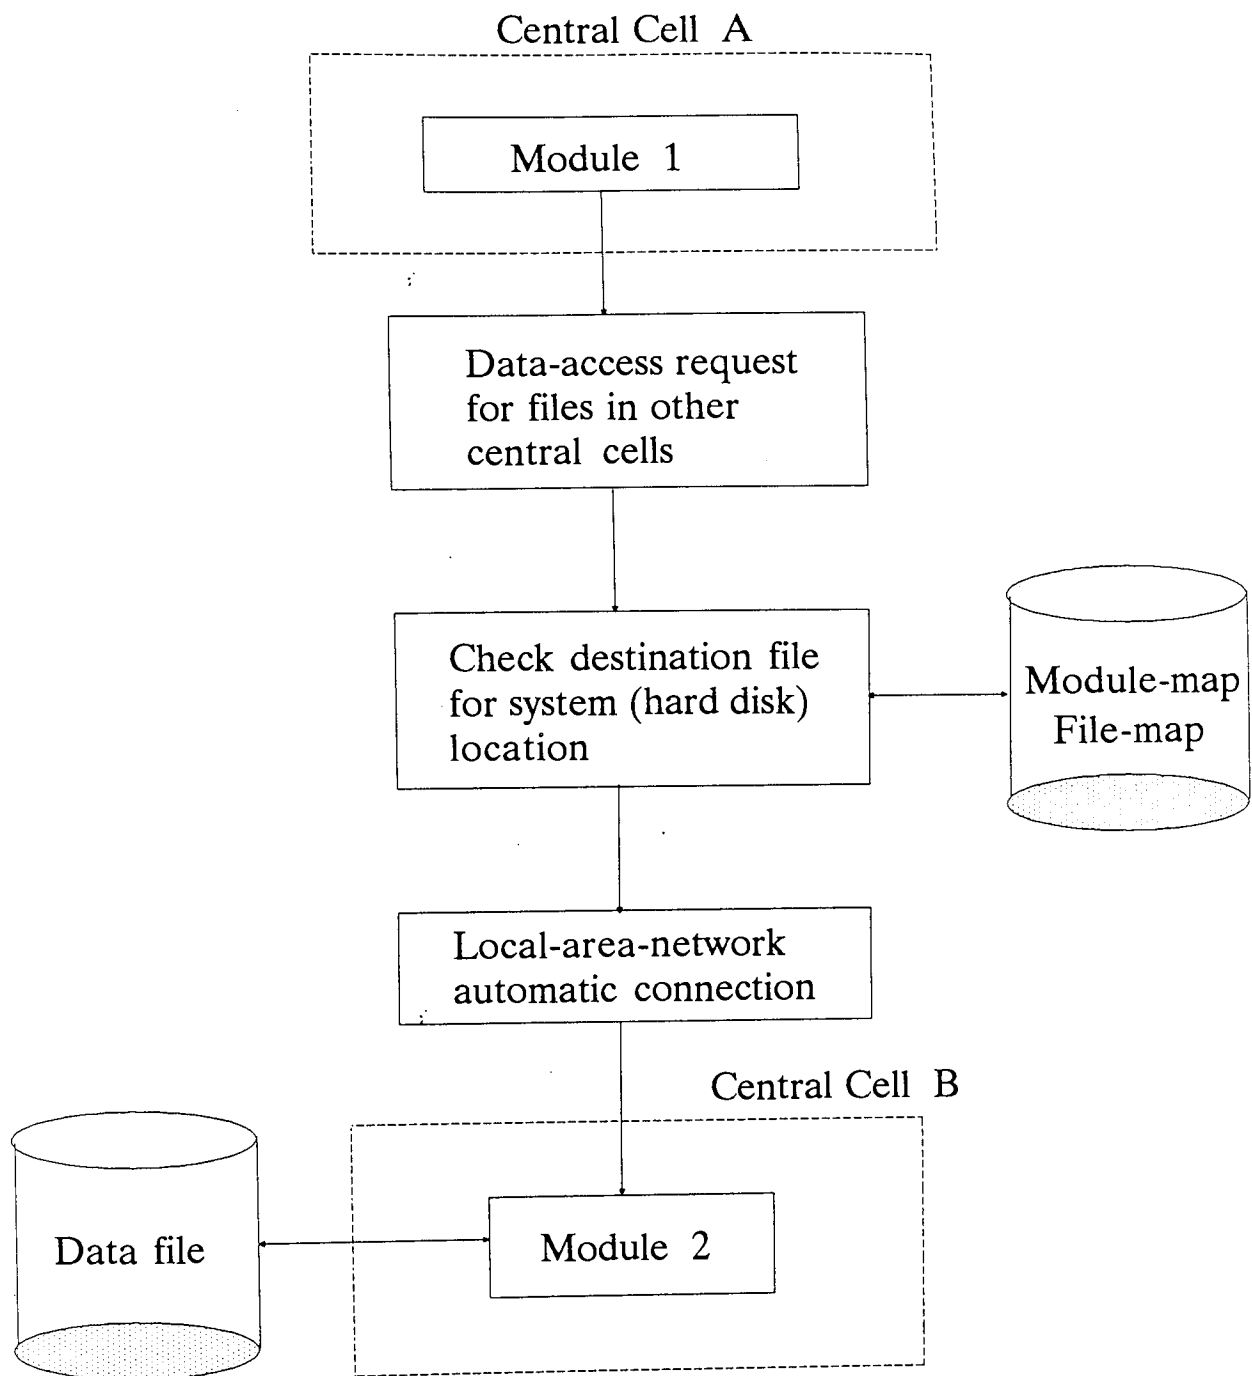 Central Cell A
Module 1
Data-access request
for files in other
central cells
Check destination file
for system (hard disk)
location
Module-map
File-map
Local-area-network
automatic connection
Central Cell B
Data file
Module 2